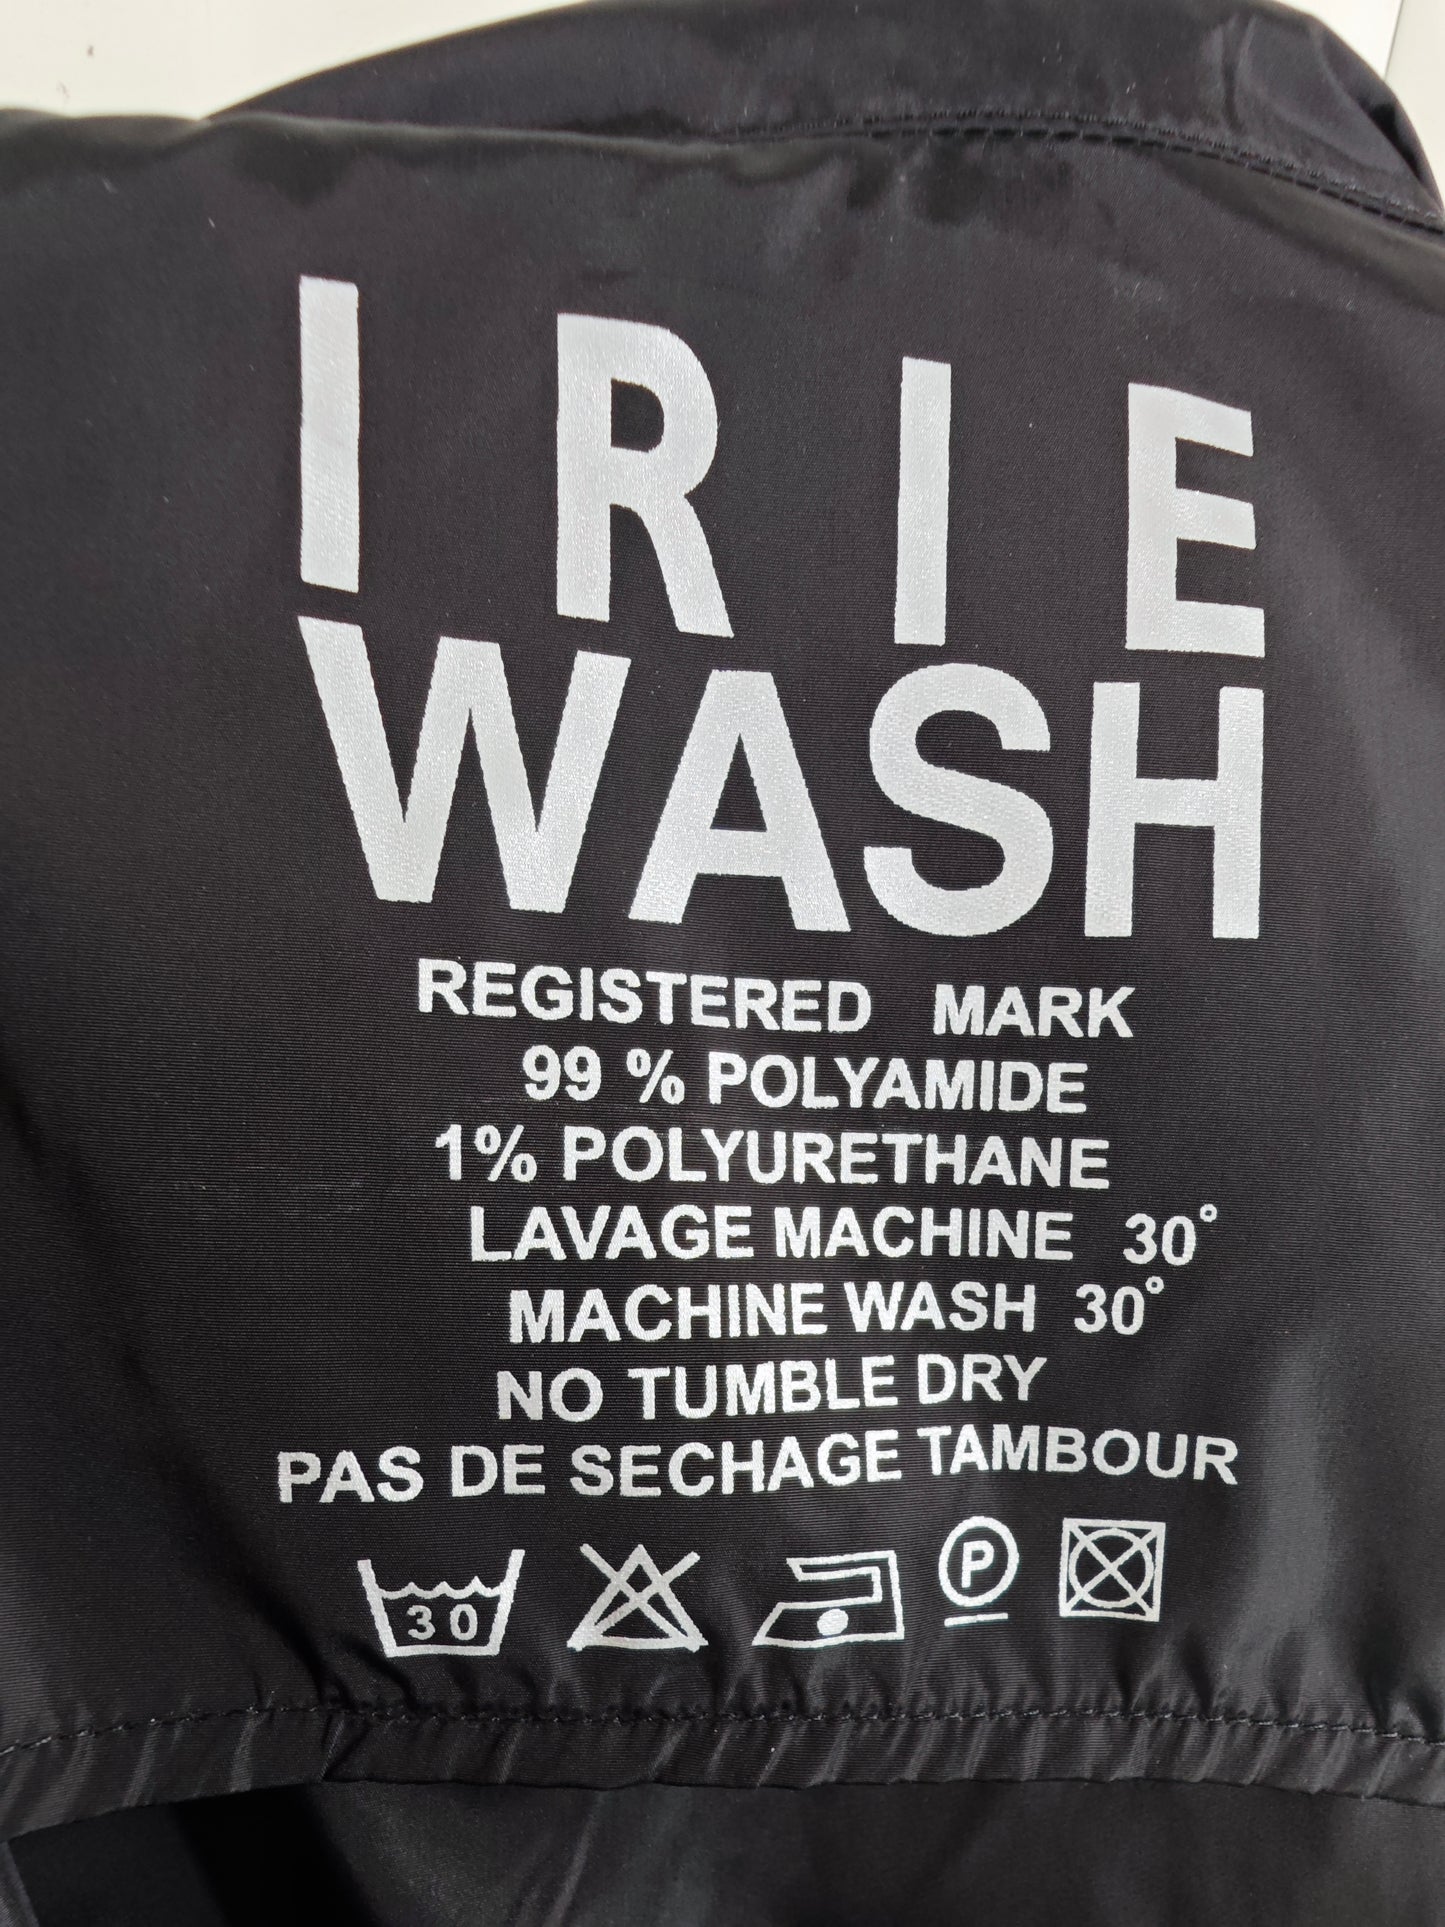 IRIE
WASH
REGISTERED MARK
99 % POLYAMIDE
1% POLYURETHANE
LAVAGE MACHINE 30°
MACHINE WASH 30°
NO TUMBLE DRY
PAS DE SECHAGE TAMBOUR
30 P